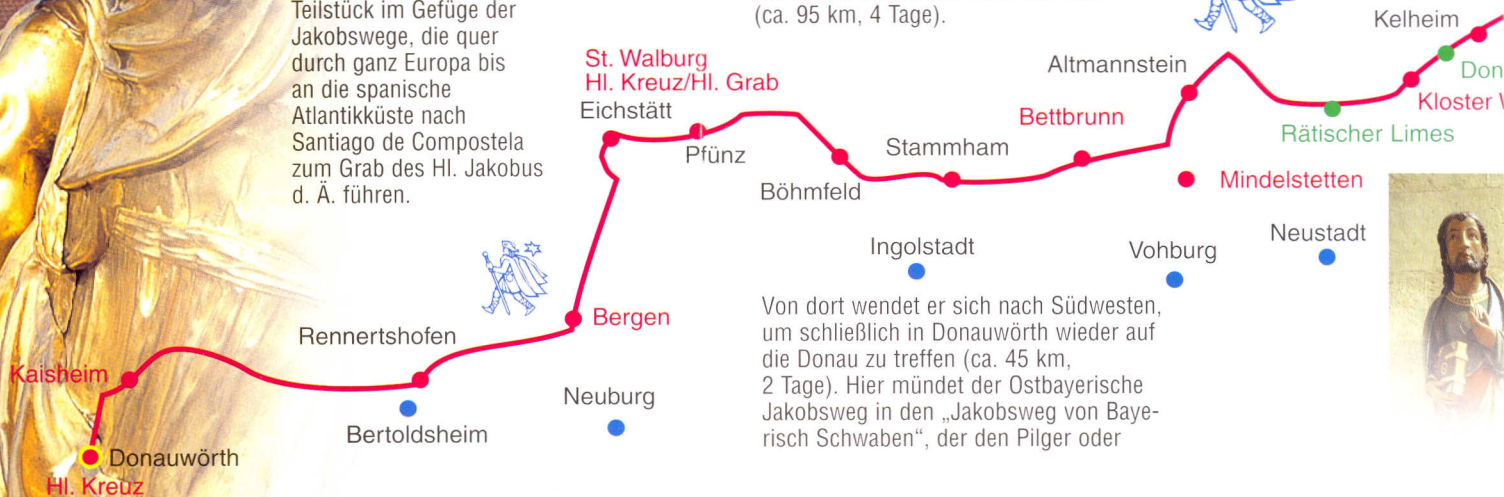 Teilstück im Gefüge der
Jakobswege, die quer
durch ganz Europa bis
an die spanische
Atlantikküste nach
Santiago de Compostela
zum Grab des Hl. Jakobus
d. Ä. führen.
(ca. 95 km, 4 Tage).
St. Walburg
Hl. Kreuz/Hl. Grab
Eichstätt
Pfünz
Böhmfeld
Stammham
Bettbrunn
Altmannstein
Kelheim
Don
Kloster W
Rätischer Limes
Mindelstetten
Ingolstadt
Vohburg
Neustadt
Bergen
Rennertshofen
Kaisheim
Neuburg
Bertoldsheim
Donauwörth
Hl. Kreuz
Von dort wendet er sich nach Südwesten,
um schließlich in Donauwörth wieder auf
die Donau zu treffen (ca. 45 km,
2 Tage). Hier mündet der Ostbayerische
Jakobsweg in den „Jakobsweg von Baye-
risch Schwaben“, der den Pilger oder